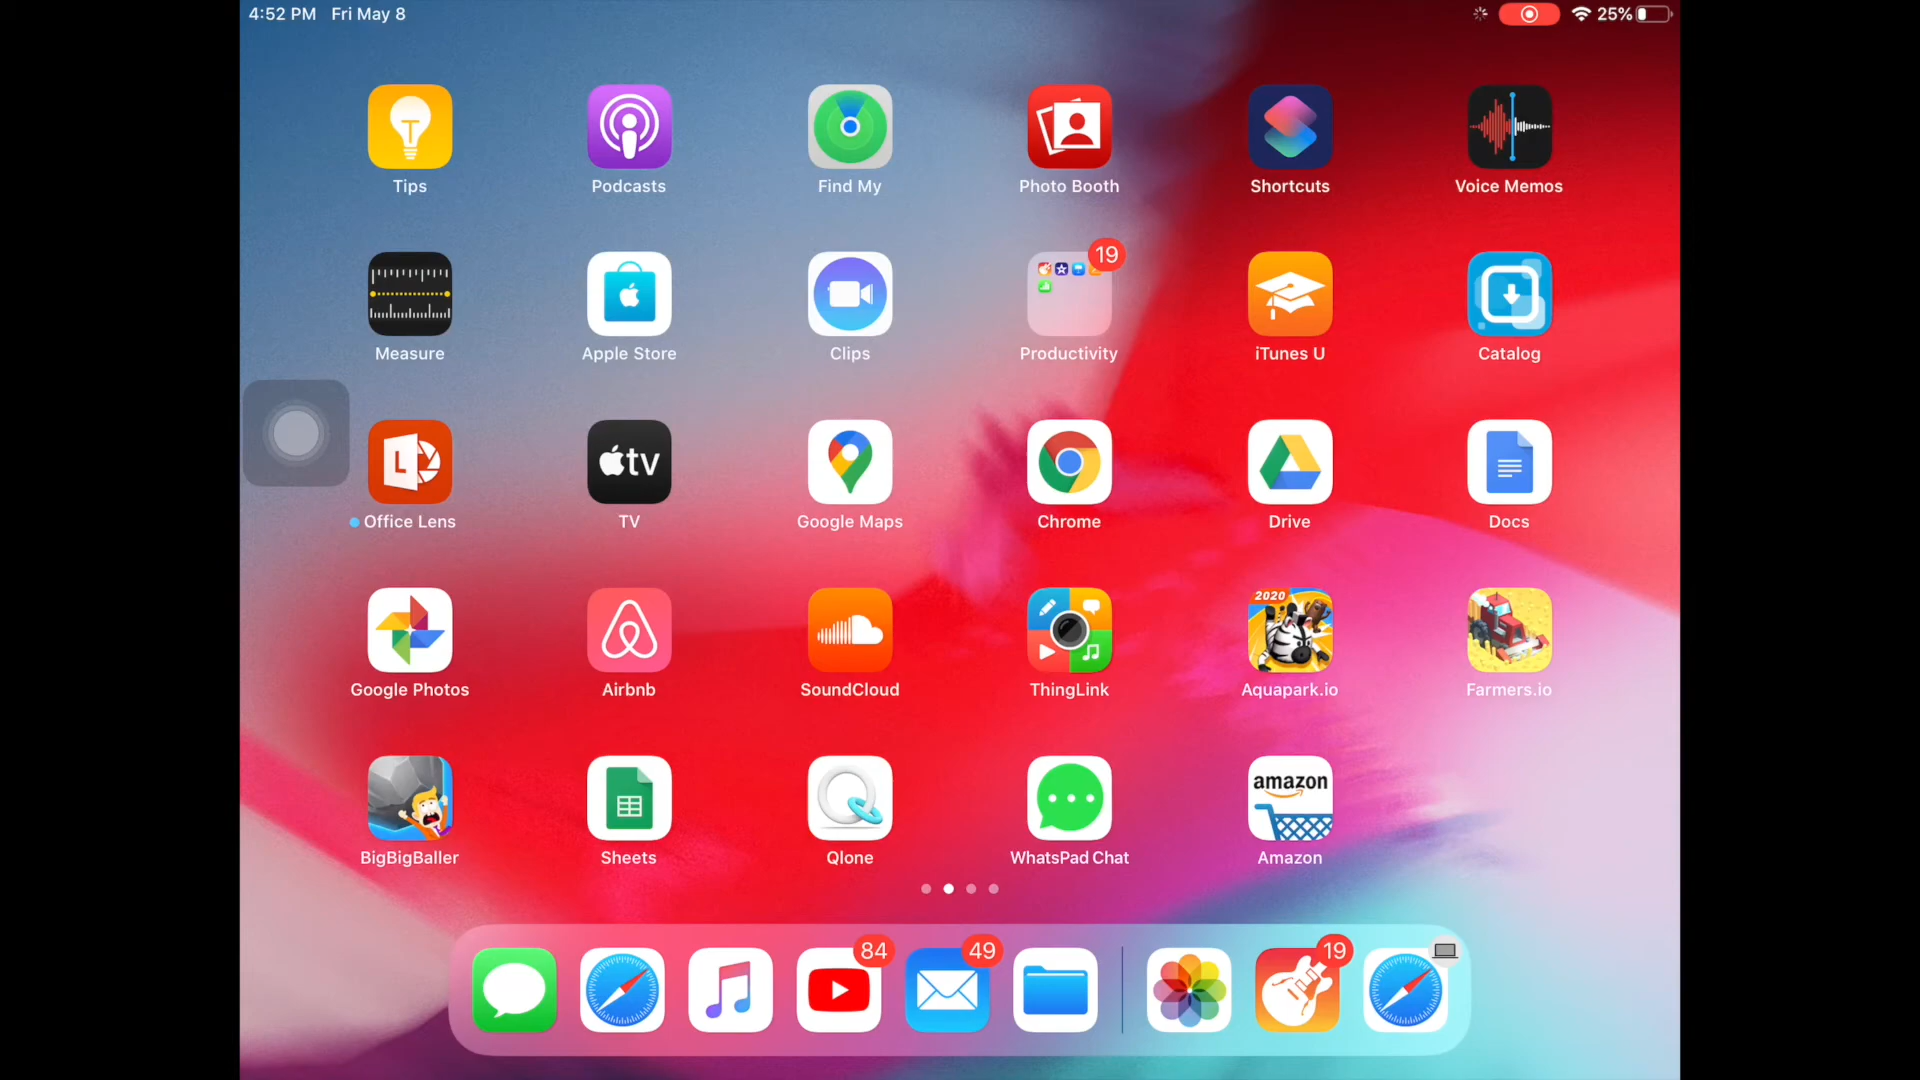 4:52 PM Fri May 8 25%
Tips Podcasts Find My Photo Booth Shortcuts Voice Memos
19
Measure Apple Store Clips Productivity iTunes U Catalog
L tv
Office Lens TV Google Maps Chrome Drive Docs
2020
Google Photos Airbnb SoundCloud ThingLink Aquapark.io Farmers.io
amazon
BigBigBaller Sheets Qlone WhatsPad Chat Amazon
84 49 19